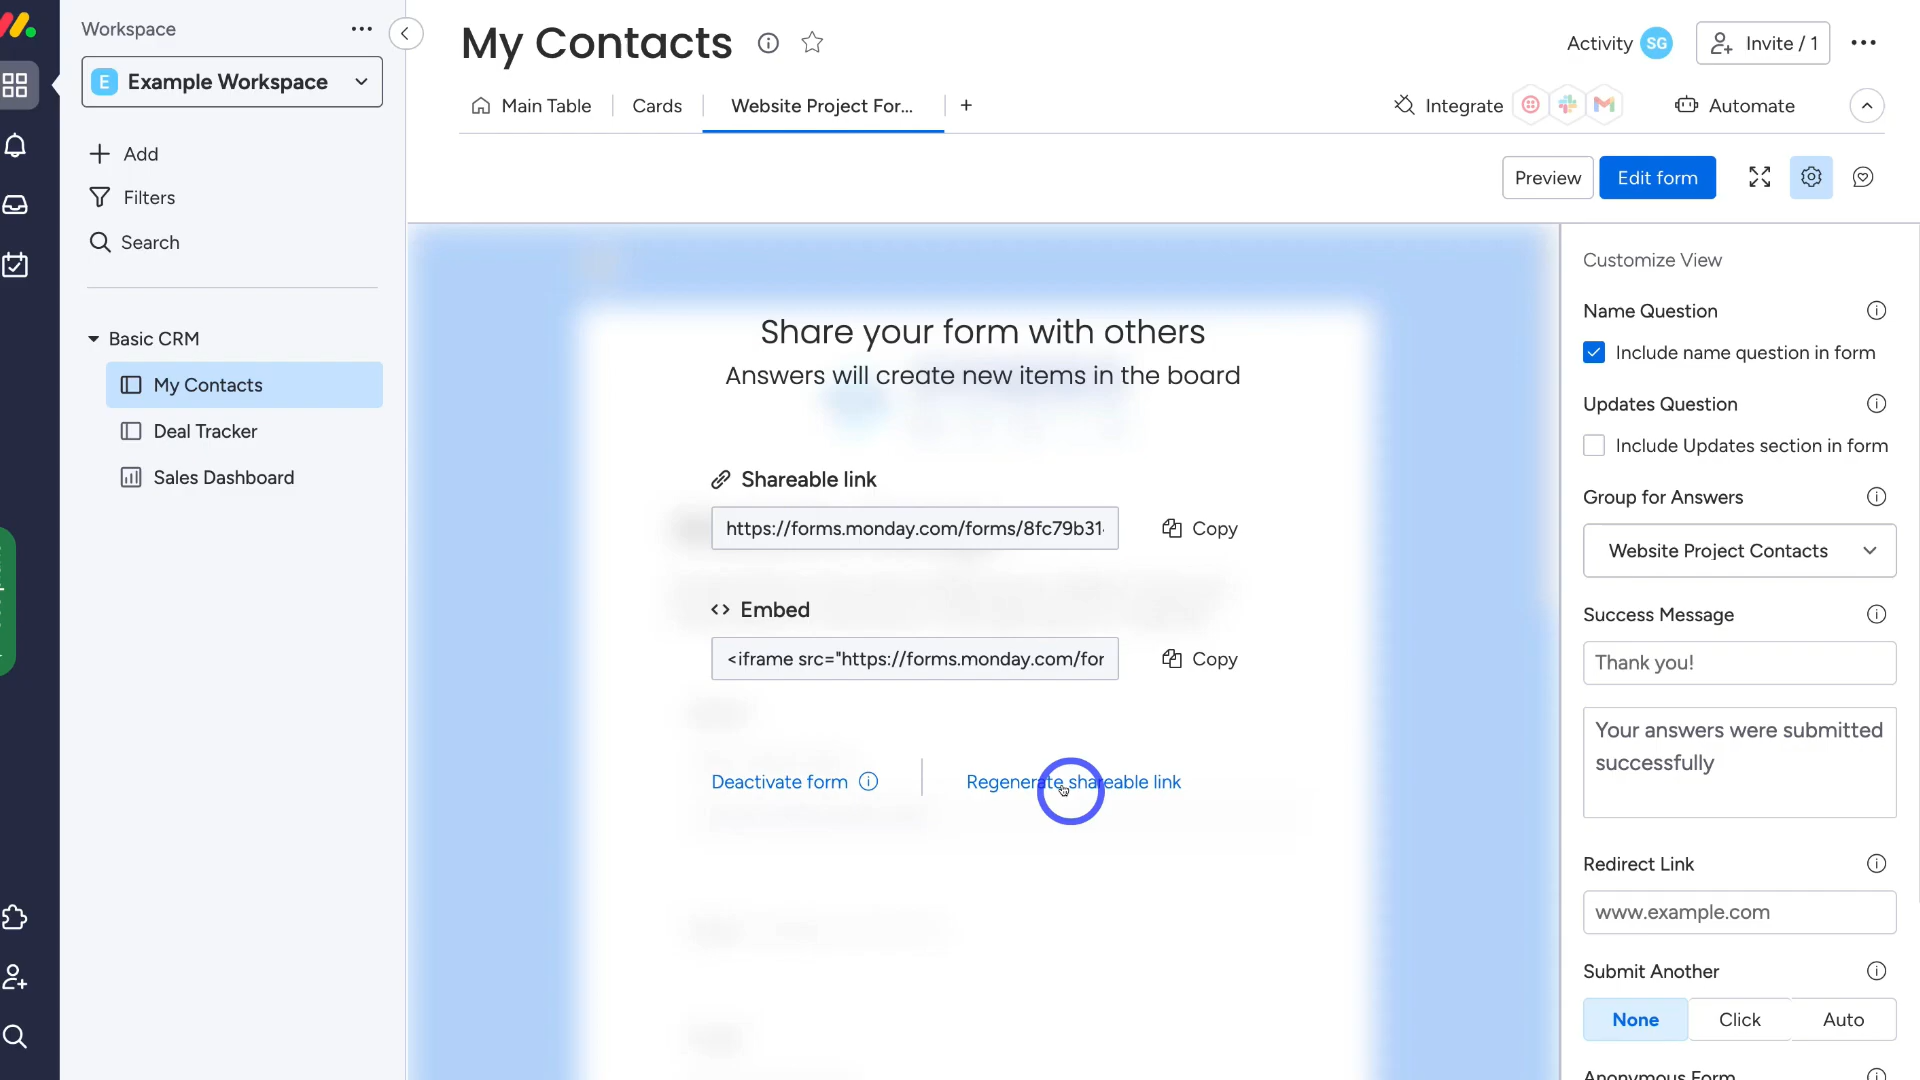 Workspace
E Example Workspace
Add
Filters
Search
Basic CRM
My Contacts
Deal Tracker
Sales Dashboard
My Contacts
Activity SG
Invite / 1
Main Table
Cards
Website Project For...
+
Integrate
Automate
Preview
Edit form
Share your form with others
Answers will create new items in the board
Shareable link
https://forms.monday.com/forms/8fc79b31
Copy
<> Embed
<iframe src="https://forms.monday.com/for
Copy
Deactivate form
Regenerate shareable link
Customize View
Name Question
Include name question in form
Updates Question
Include Updates section in form
Group for Answers
Website Project Contacts
Success Message
Thank you!
Your answers were submitted
successfully
Redirect Link
www.example.com
Submit Another
None
Click
Auto
Anonymous Form